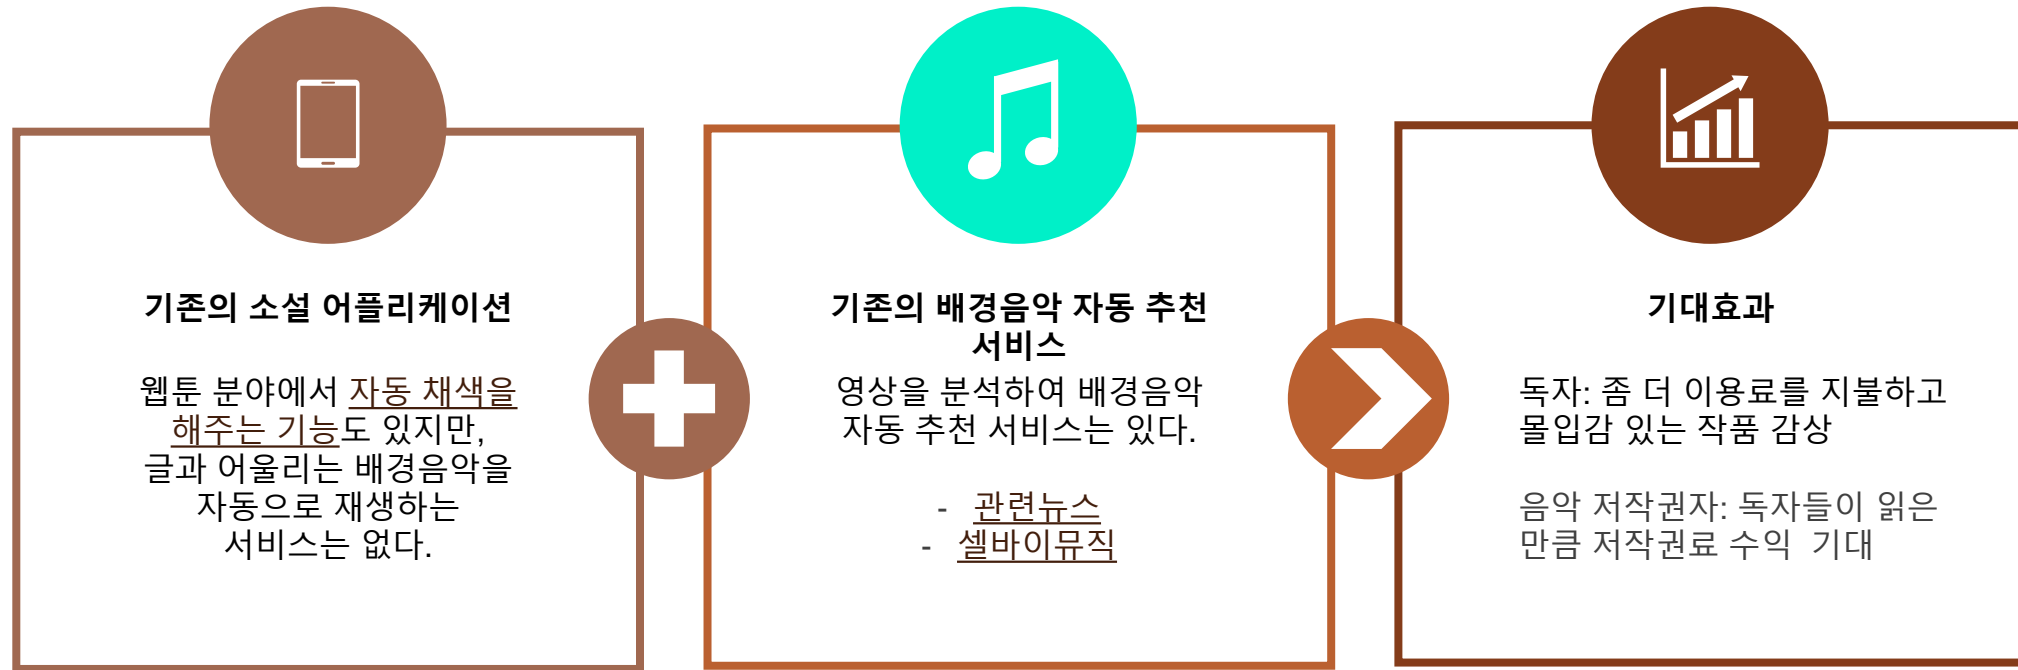 기존의 소설 어플리케이션
웹툰 분야에서 자동 채색을
해주는 기능도 있지만,
글과 어울리는 배경음악을
자동으로 재생하는
서비스는 없다.
기존의 배경음악 자동 추천
서비스
영상을 분석하여 배경음악
자동 추천 서비스는 있다.
- 관련뉴스
- 셀바이뮤직
기대효과
독자: 좀 더 이용료를 지불하고
몰입감 있는 작품 감상
음악 저작권자: 독자들이 읽은
만큼 저작권료 수익 기대